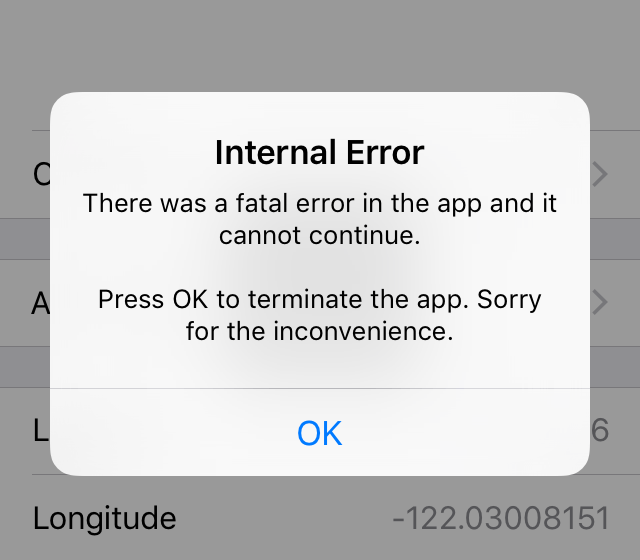 Internal Error
There was a fatal error in the app and it
cannot continue.
Press OK to terminate the app. Sorry
for the inconvenience.
OK
Longitude -122.03008151